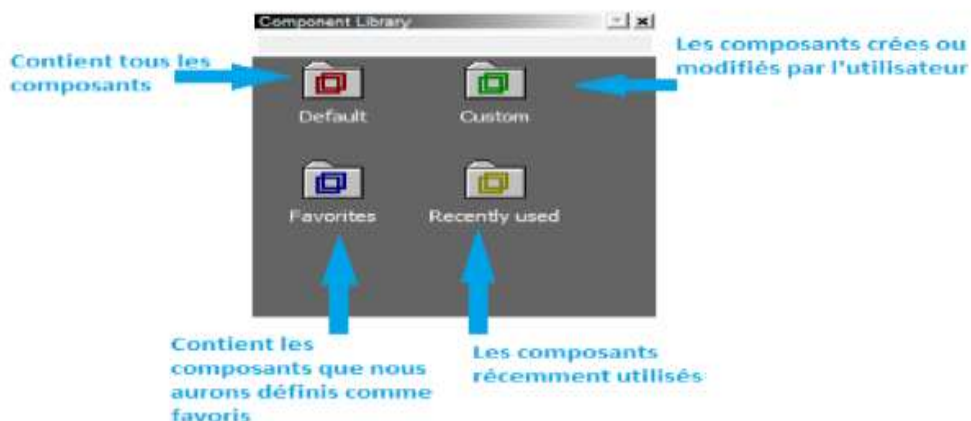 Component Library
Contient tous les
composants
Les composants crées ou
modifiés par l'utilisateur
Default
Custom
Favorites
Recently used
Contient les
composants que nous
aurons définis comme
favoris
Les composants
récemment utilisés